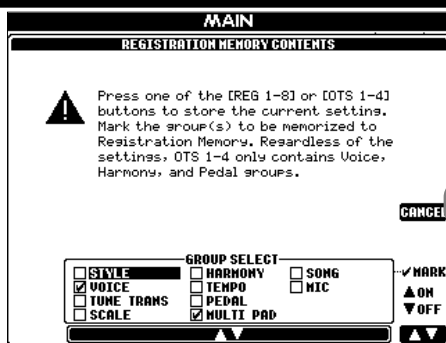 MAIN
REGISTRATION MEMORY CONTENTS
Press one of the [REG 1-8] or [OTS 1-4]
buttons to store the current setting.
Mark the group(s) to be memorized to
Registration Memory. Regardless of the
settings, OTS 1-4 only contains Voice,
Harmony, and Pedal groups.
CANCEL
GROUP SELECT
STYLE HARMONY SONG
VOICE TEMPO MIC
TUNE TRANS PEDAL
SCALE MULTI PAD
MARK
ON
OFF